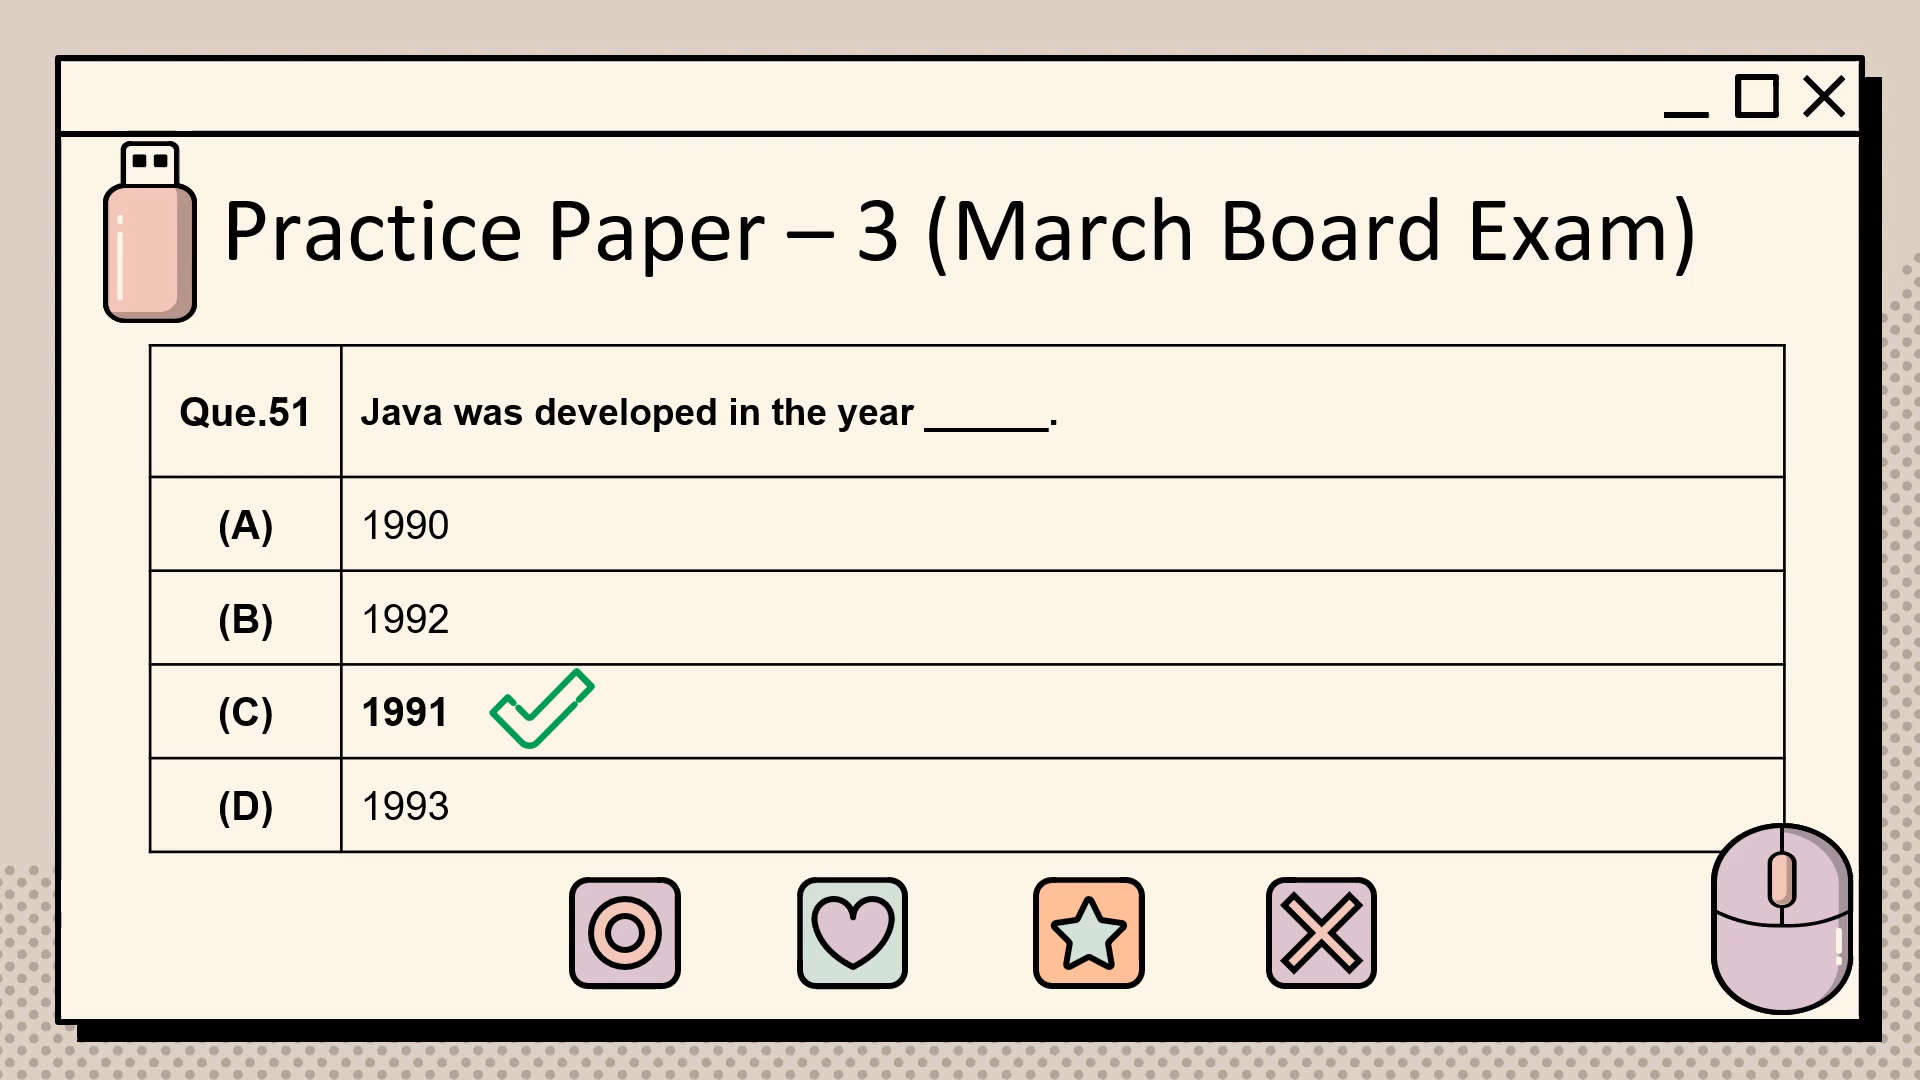 Practice Paper – 3 (March Board Exam)
Que.51 Java was developed in the year ______.
(A) 1990
(B) 1992
(C) 1991
(D) 1993